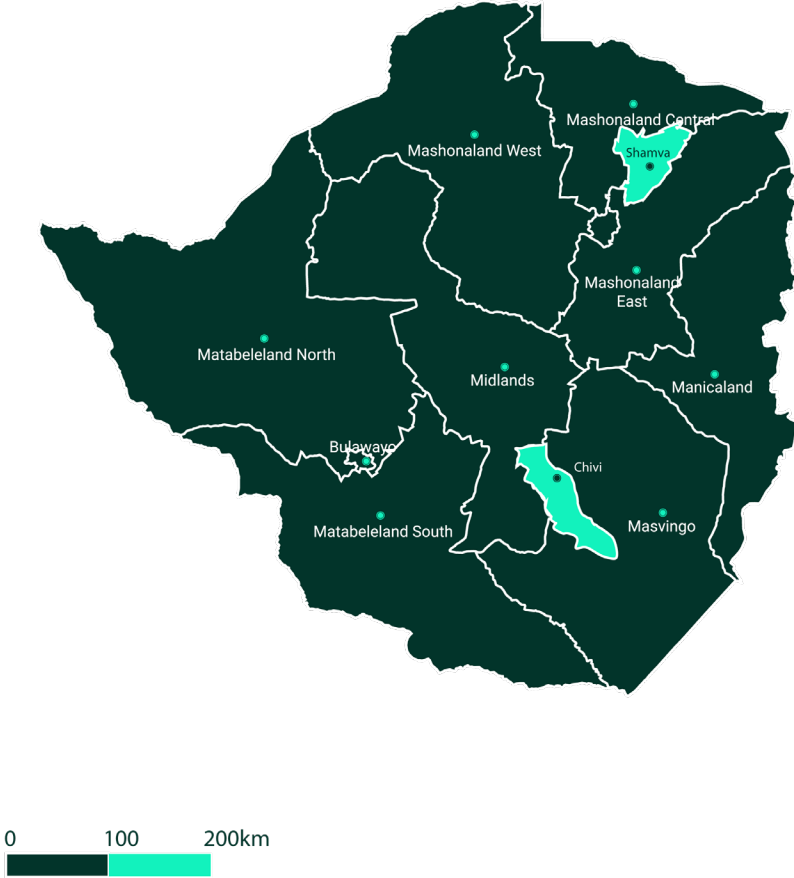 Mashonaland Central
Mashonaland West
Shamva
Mashonaland
East
Matabeleland North
Midlands
Manicaland
Bulawayo
Chivi
Matabeleland South
Masvingo
0 100 200km